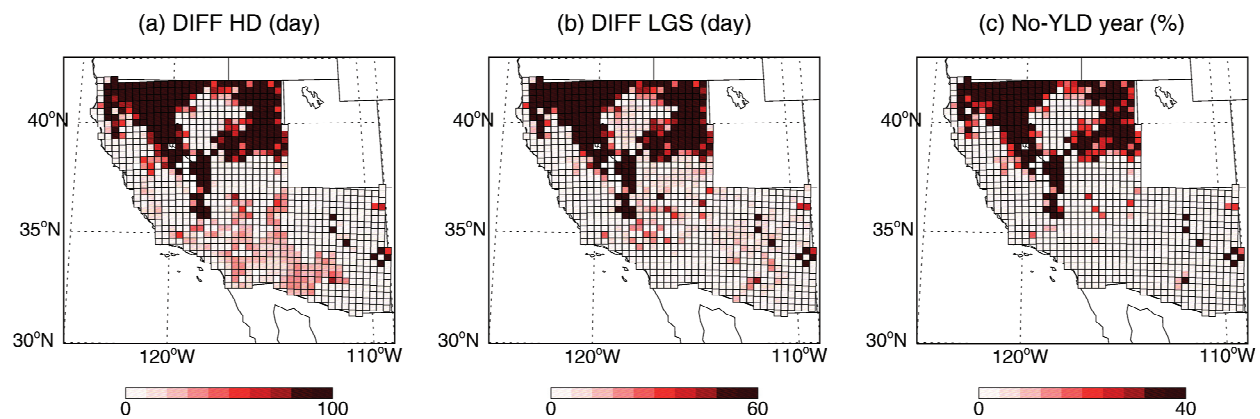 (a) DIFF HD (day) (b) DIFF LGS (day) (c) No-YLD year (%)
40°N 40°N 40°N
35°N 35°N 35°N
30°N 30°N 30°N
120°W 110°W 120°W 110°W 120°W 110°W
0 100 0 60 0 40